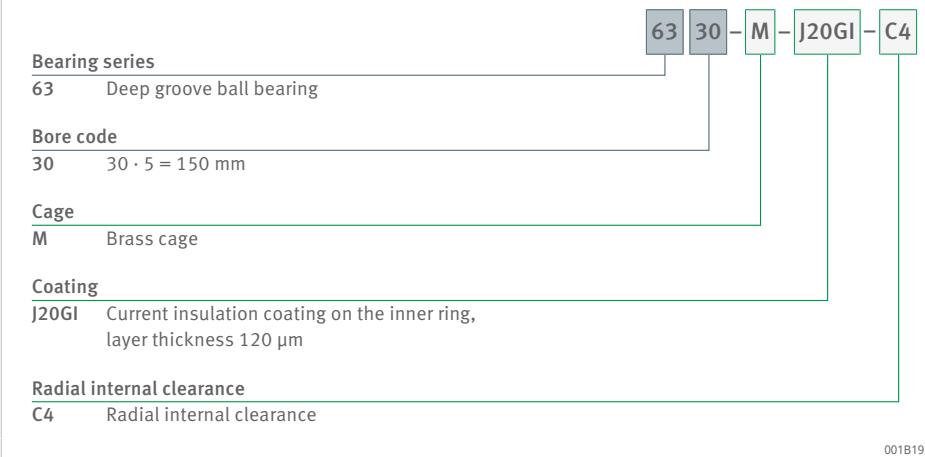 63 30 – M – J20GI – C4
Bearing series
63 Deep groove ball bearing
Bore code
30 30 · 5 = 150 mm
Cage
M Brass cage
Coating
J20GI Current insulation coating on the inner ring,
layer thickness 120 µm
Radial internal clearance
C4 Radial internal clearance
001B19